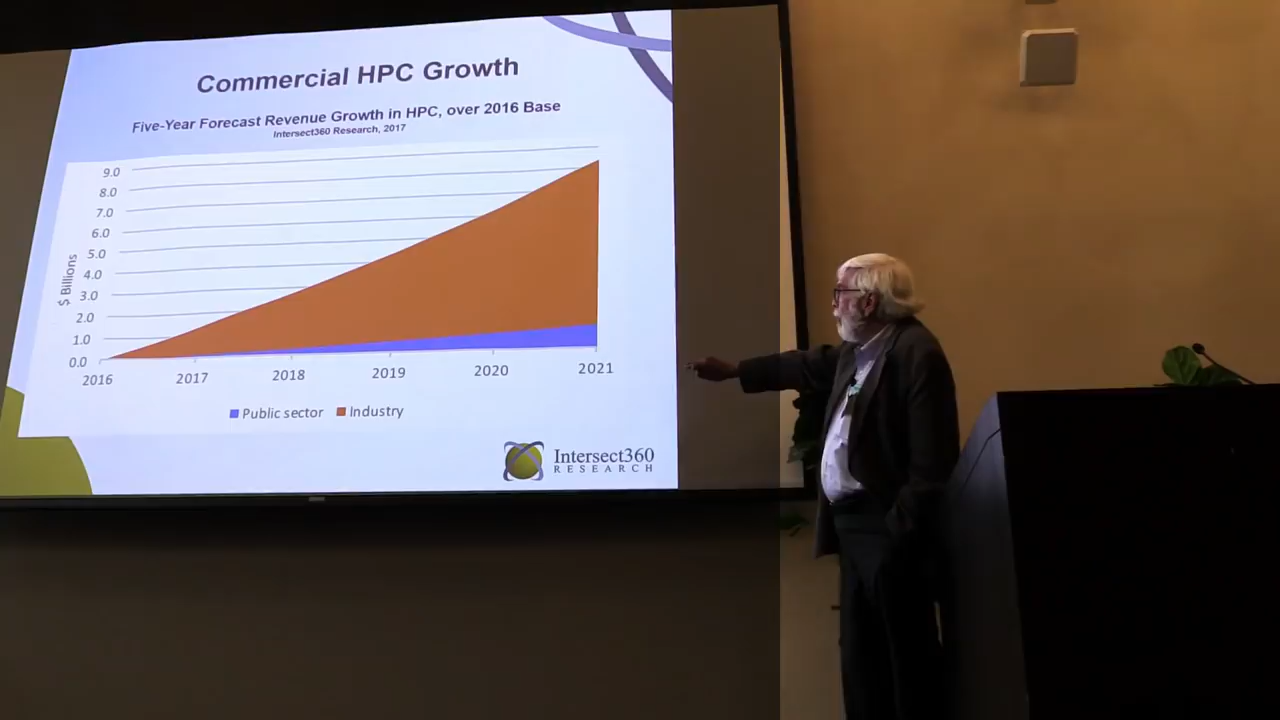 Commercial HPC Growth
Five-Year Forecast Revenue Growth in HPC, over 2016 Base
Intersect360 Research, 2017
9.0
8.0
7.0
6.0
5.0
4.0
3.0
2.0
1.0
0.0
$ Billions
2016 2017 2018 2019 2020 2021
Public sector Industry
Intersect360
RESEARCH